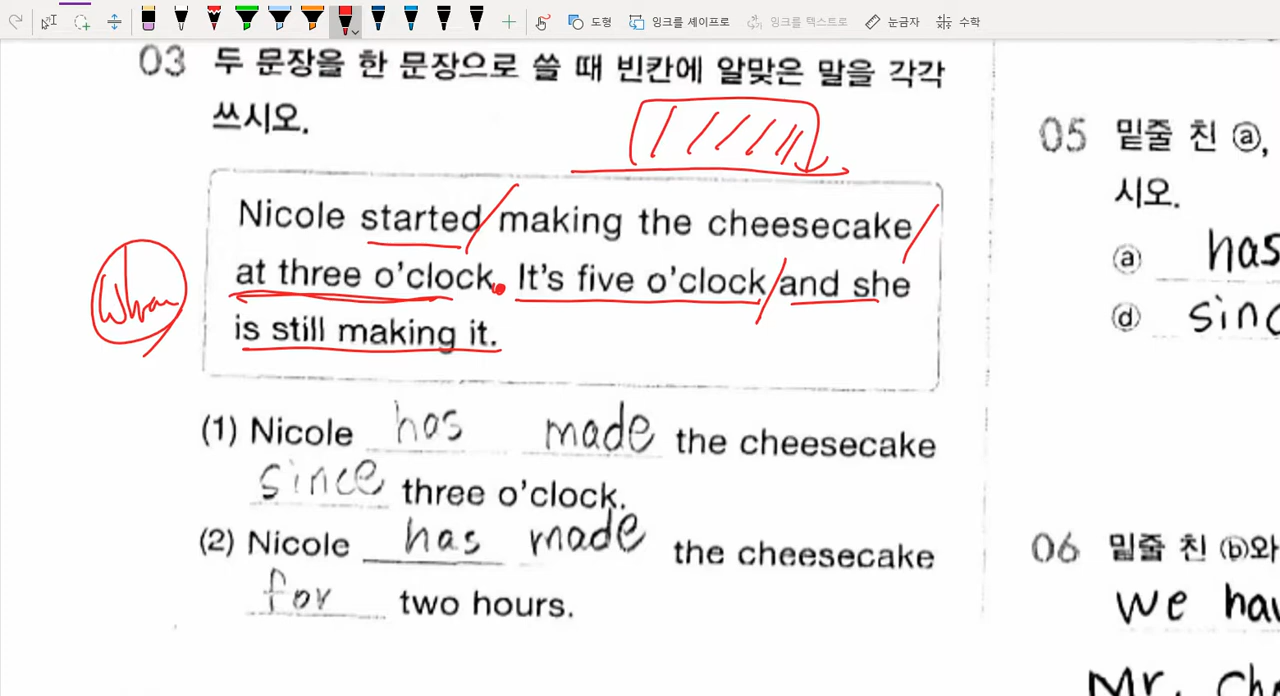 도형
잉크를 셰이프로
잉크를 텍스트로
눈금자
수학
03 두 문장을 한 문장으로 쓸 때 빈칸에 알맞은 말을 각각
쓰시오.
Nicole started making the cheesecake
at three o'clock. It's five o'clock and she
is still making it.
(1) Nicole has made the cheesecake
since three o'clock.
(2) Nicole has made the cheesecake
for two hours.
05 밑줄 친 ⓐ,
시오.
ⓐ has
ⓓ sinc
06 밑줄 친 ⓑ와
we hav
Mr. Che